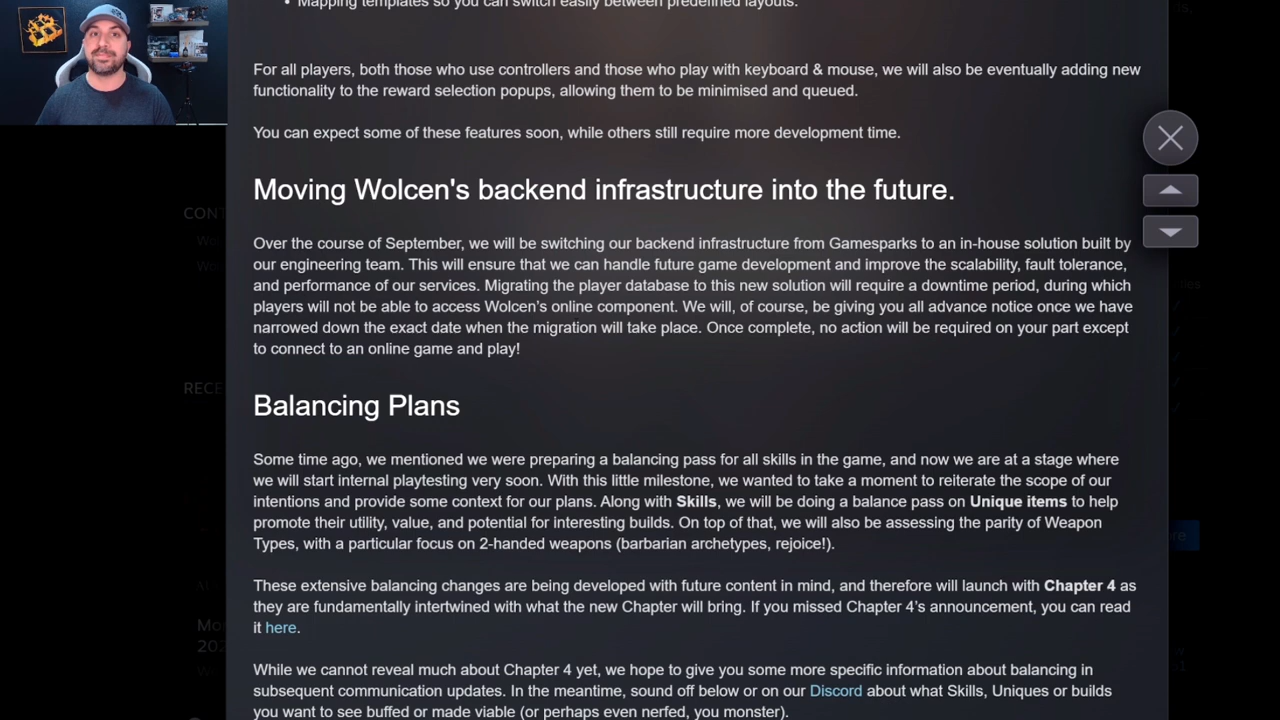 Mapping templates so you can switch easily between predefined layouts.
For all players, both those who use controllers and those who play with keyboard & mouse, we will also be eventually adding new
functionality to the reward selection popups, allowing them to be minimised and queued.
You can expect some of these features soon, while others still require more development time.
Moving Wolcen's backend infrastructure into the future.
CONT
Over the course of September, we will be switching our backend infrastructure from Gamesparks to an in-house solution built by
our engineering team. This will ensure that we can handle future game development and improve the scalability, fault tolerance,
and performance of our services. Migrating the player database to this new solution will require a downtime period, during which
players will not be able to access Wolcen's online component. We will, of course, be giving you all advance notice once we have
narrowed down the exact date when the migration will take place. Once complete, no action will be required on your part except
to connect to an online game and play!
RECE
Balancing Plans
Some time ago, we mentioned we were preparing a balancing pass for all skills in the game, and now we are at a stage where
we will start internal playtesting very soon. With this little milestone, we wanted to take a moment to reiterate the scope of our
intentions and provide some context for our plans. Along with Skills, we will be doing a balance pass on Unique items to help
promote their utility, value, and potential for interesting builds. On top of that, we will also be assessing the parity of Weapon
Types, with a particular focus on 2-handed weapons (barbarian archetypes, rejoice!).
These extensive balancing changes are being developed with future content in mind, and therefore will launch with Chapter 4 as
they are fundamentally intertwined with what the new Chapter will bring. If you missed Chapter 4's announcement, you can read
it here.
While we cannot reveal much about Chapter 4 yet, we hope to give you some more specific information about balancing in
subsequent communication updates. In the meantime, sound off below or on our Discord about what Skills, Uniques or builds
you want to see buffed or made viable (or perhaps even nerfed, you monster).